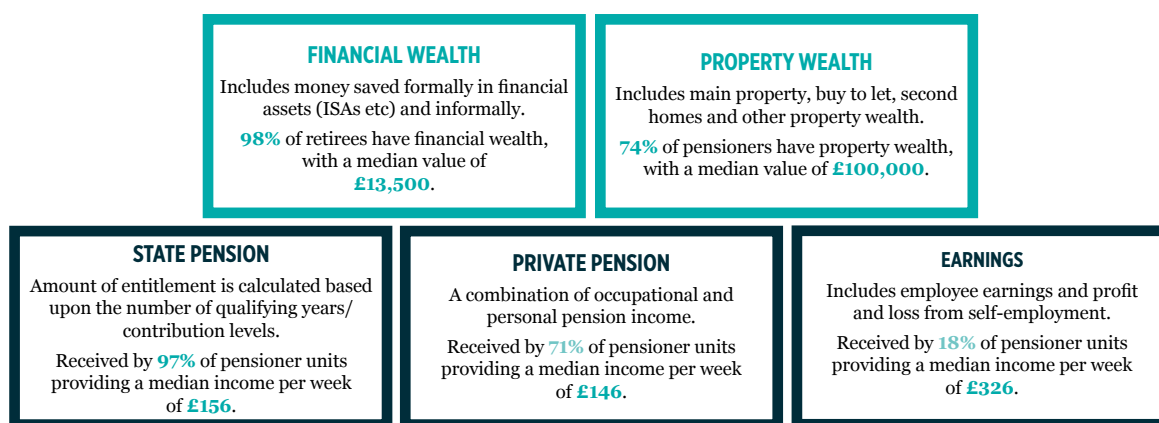 FINANCIAL WEALTH
Includes money saved formally in financial
assets (ISAs etc) and informally.
98% of retirees have financial wealth,
with a median value of
£13,500.
PROPERTY WEALTH
Includes main property, buy to let, second
homes and other property wealth.
74% of pensioners have property wealth,
with a median value of £100,000.
STATE PENSION
Amount of entitlement is calculated based
upon the number of qualifying years/
contribution levels.
Received by 97% of pensioner units
providing a median income per week
of £156.
PRIVATE PENSION
A combination of occupational and
personal pension income.
Received by 71% of pensioner units
providing a median income per week
of £146.
EARNINGS
Includes employee earnings and profit
and loss from self-employment.
Received by 18% of pensioner units
providing a median income per week
of £326.